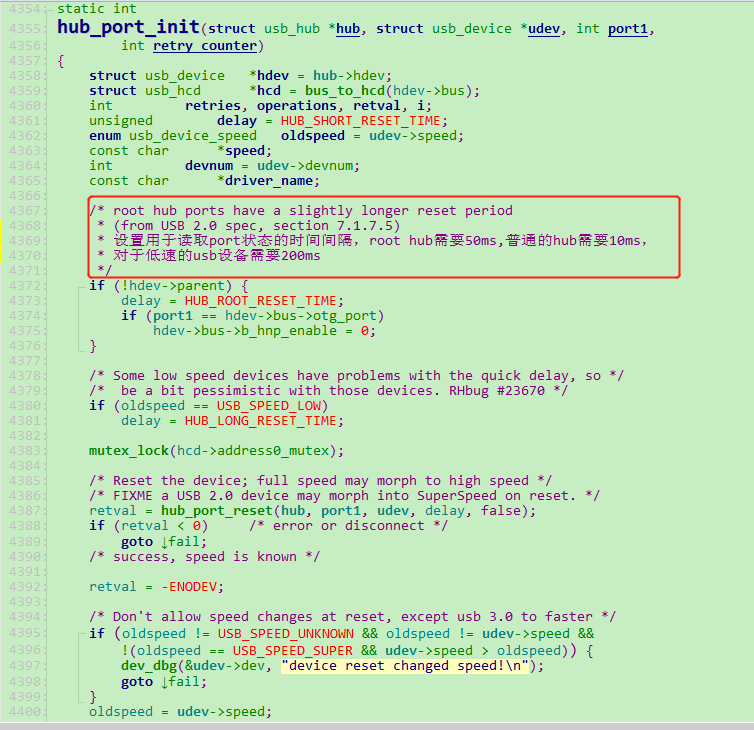 4354: static int
4355: hub_port_init(struct usb_hub *hub, struct usb_device *udev, int port1,
4356: int retry_counter)
4357: {
4358: struct usb_device *hdev = hub->hdev;
4359: struct usb_hcd *hcd = bus_to_hcd(hdev->bus);
4360: int retries, operations, retval, i;
4361: unsigned delay = HUB_SHORT_RESET_TIME;
4362: enum usb_device_speed oldspeed = udev->speed;
4363: const char *speed;
4364: int devnum = udev->devnum;
4365: const char *driver_name;
4366:
4367: /* root hub ports have a slightly longer reset period
4368: * (from USB 2.0 spec, section 7.1.7.5)
4369: * 设置用于读取port状态的时间间隔，root hub需要50ms,普通的hub需要10ms，
4370: * 对于低速的usb设备需要200ms
4371: */
4372: if (!hdev->parent) {
4373: delay = HUB_ROOT_RESET_TIME;
4374: if (port1 == hdev->bus->otg_port)
4375: hdev->bus->b_hnp_enable = 0;
4376: }
4377:
4378: /* Some low speed devices have problems with the quick delay, so */
4379: /* be a bit pessimistic with those devices. RHbug #23670 */
4380: if (oldspeed == USB_SPEED_LOW)
4381: delay = HUB_LONG_RESET_TIME;
4382:
4383: mutex_lock(hcd->address0_mutex);
4384:
4385: /* Reset the device; full speed may morph to high speed */
4386: /* FIXME a USB 2.0 device may morph into SuperSpeed on reset. */
4387: retval = hub_port_reset(hub, port1, udev, delay, false);
4388: if (retval < 0) /* error or disconnect */
4389: goto ↓fail;
4390: /* success, speed is known */
4391:
4392: retval = -ENODEV;
4393:
4394: /* Don't allow speed changes at reset, except usb 3.0 to faster */
4395: if (oldspeed != USB_SPEED_UNKNOWN && oldspeed != udev->speed &&
4396: !(oldspeed == USB_SPEED_SUPER && udev->speed > oldspeed)) {
4397: dev_dbg(&udev->dev, "device reset changed speed!\n");
4398: goto ↓fail;
4399: }
4400: oldspeed = udev->speed;